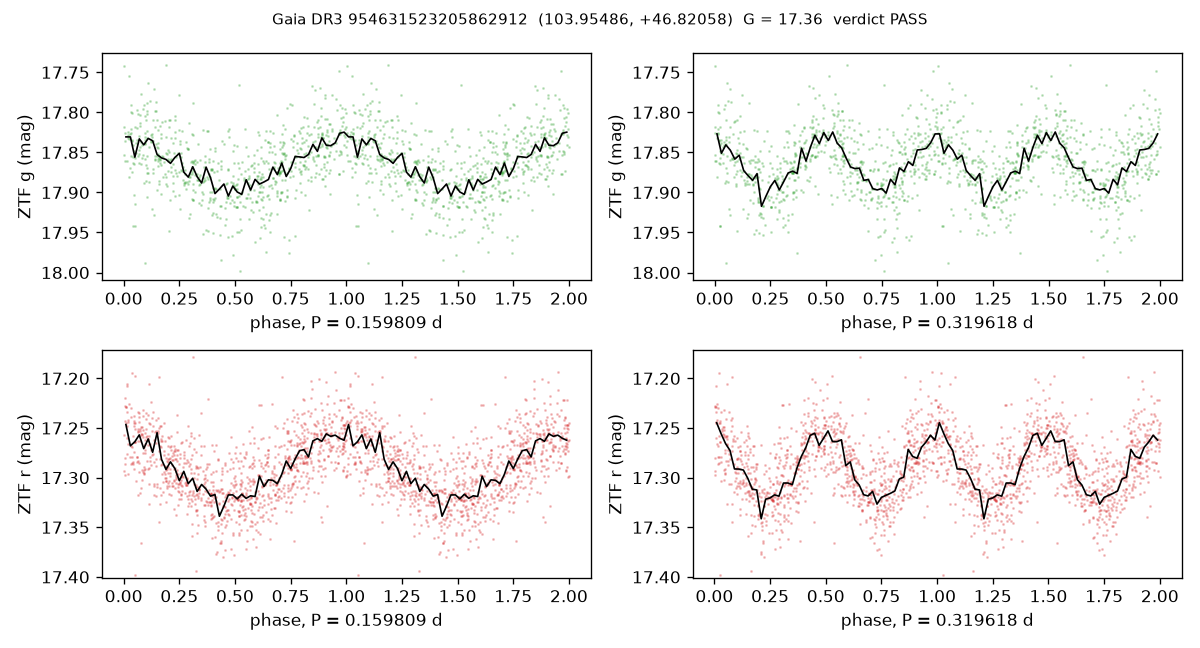 Gaia DR3 954631523205862912  (103.95486, +46.82058)  G = 17.36  verdict PASS
ZTF g (mag)
17.75
17.80
17.85
17.90
17.95
18.00
0.00 0.25 0.50 0.75 1.00 1.25 1.50 1.75 2.00
phase, P = 0.159809 d
ZTF g (mag)
17.75
17.80
17.85
17.90
17.95
18.00
0.00 0.25 0.50 0.75 1.00 1.25 1.50 1.75 2.00
phase, P = 0.319618 d
ZTF r (mag)
17.20
17.25
17.30
17.35
17.40
0.00 0.25 0.50 0.75 1.00 1.25 1.50 1.75 2.00
phase, P = 0.159809 d
ZTF r (mag)
17.20
17.25
17.30
17.35
17.40
0.00 0.25 0.50 0.75 1.00 1.25 1.50 1.75 2.00
phase, P = 0.319618 d